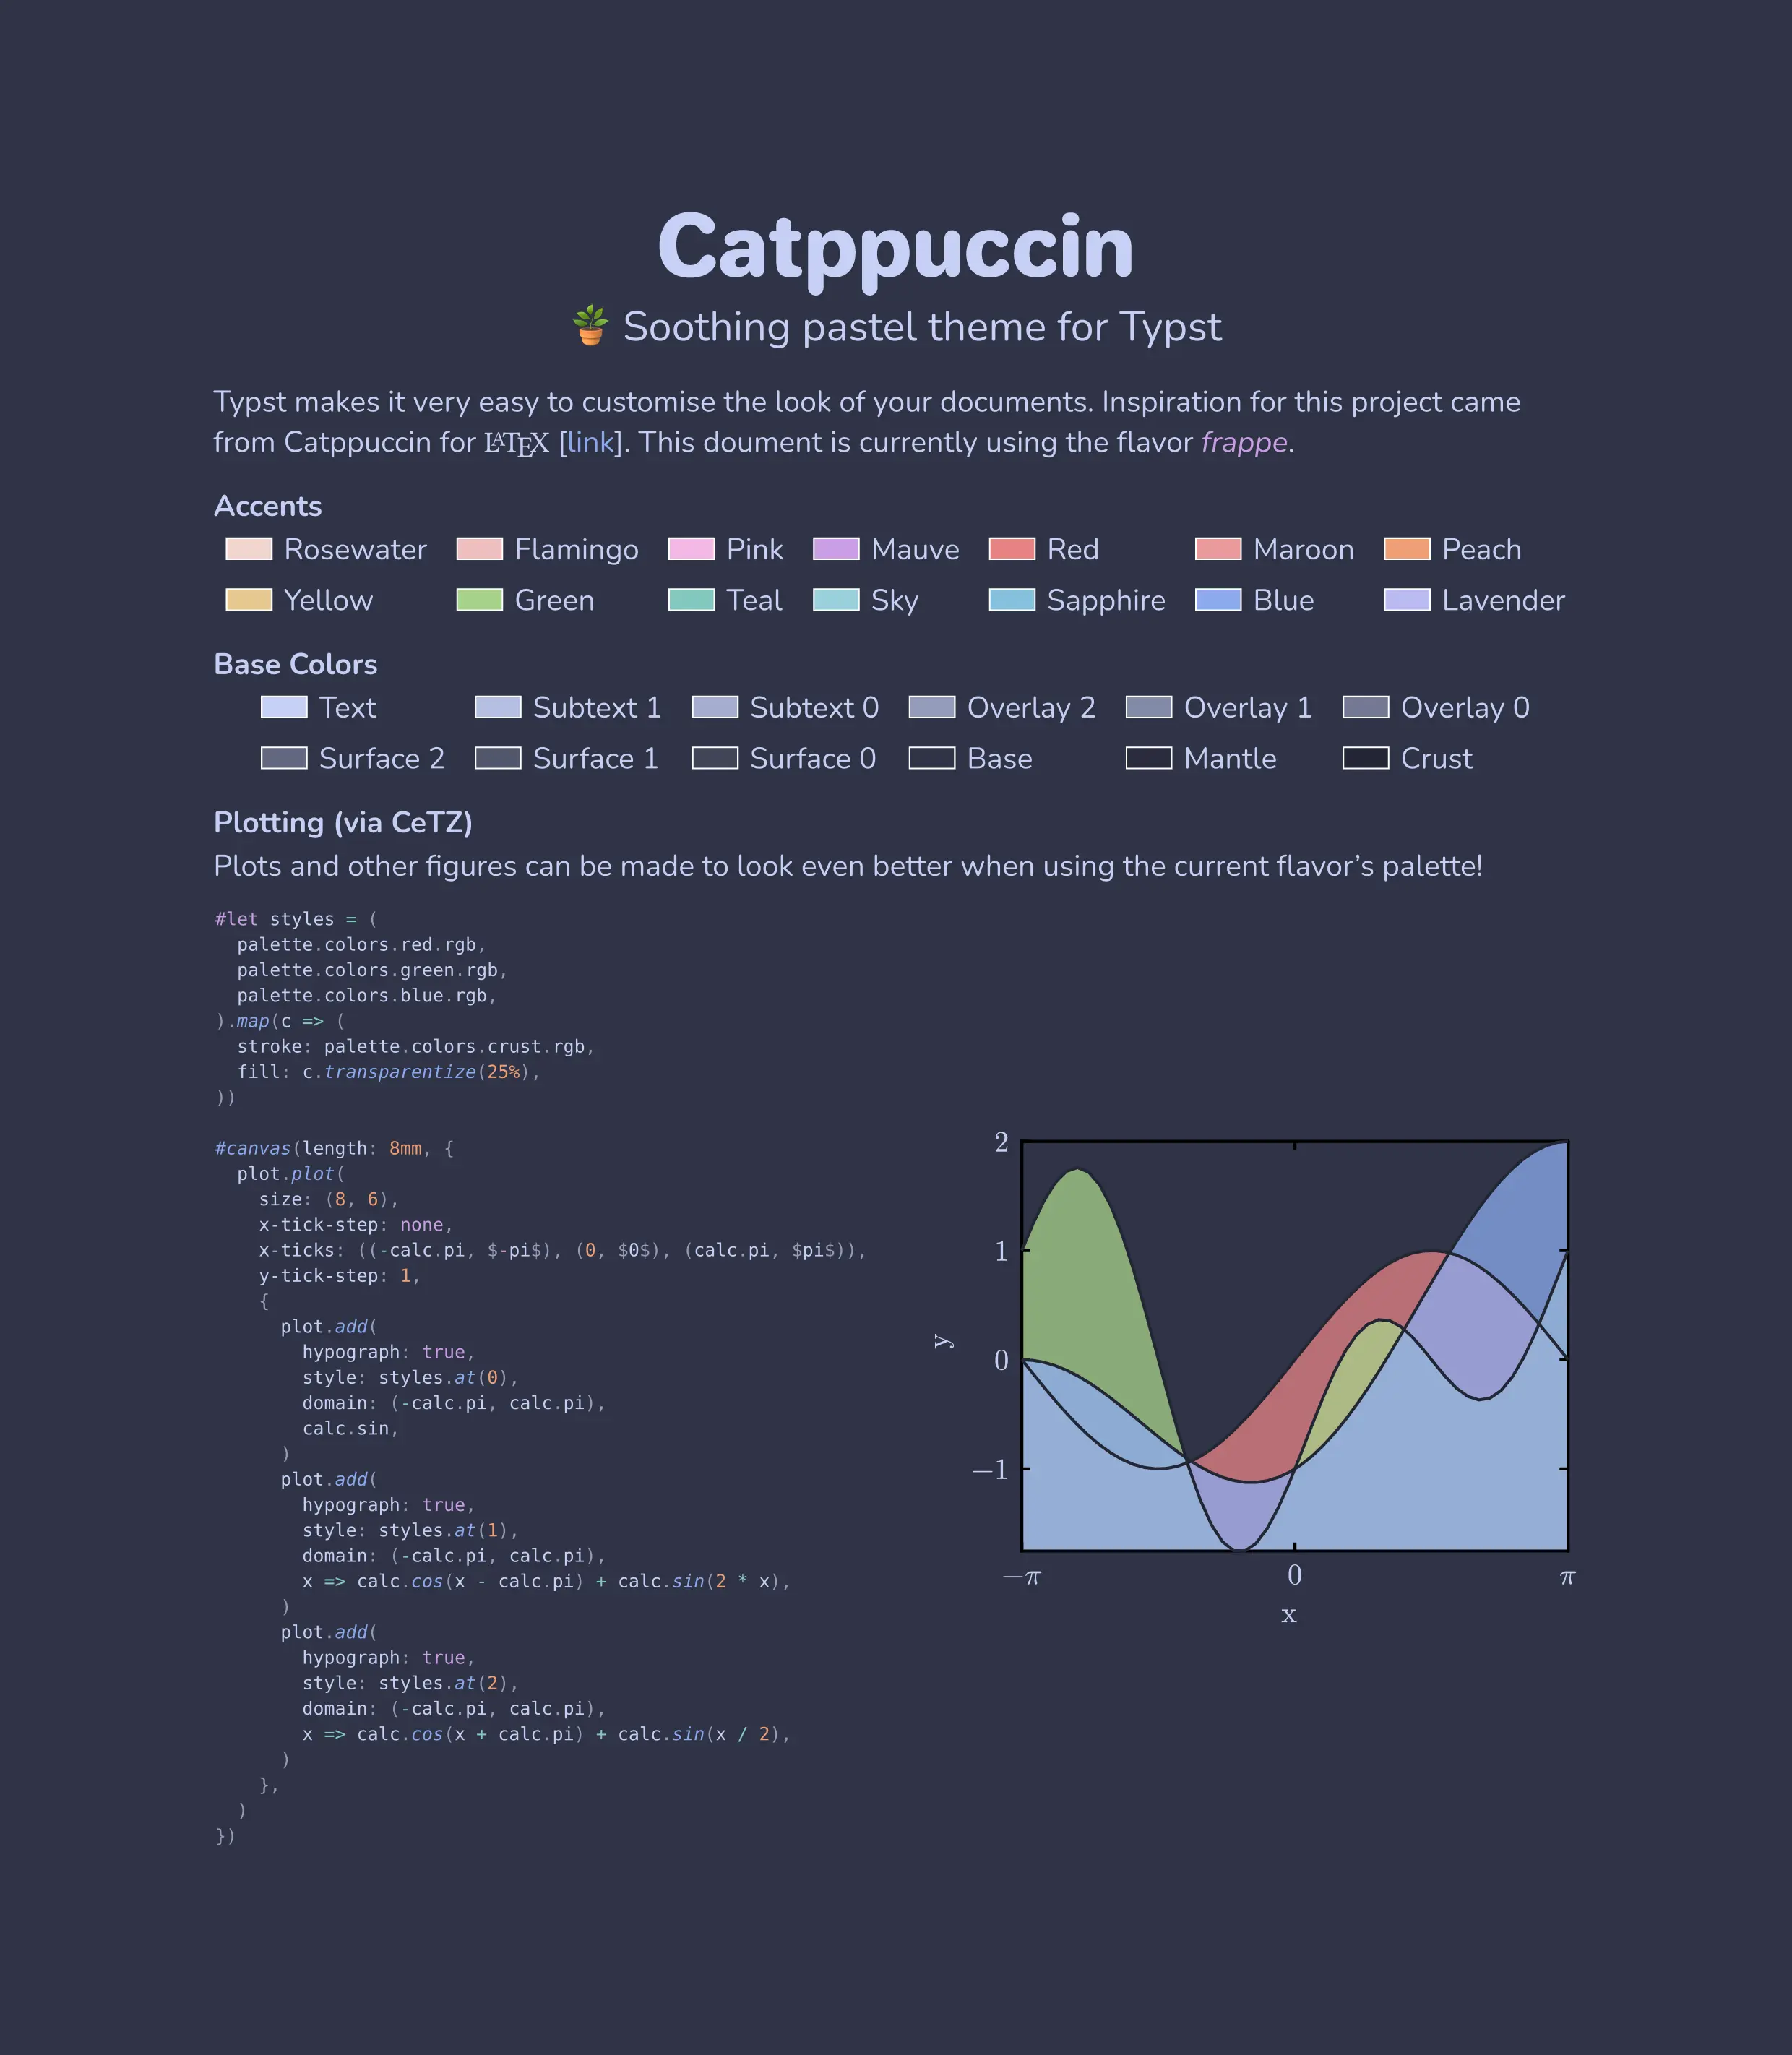 Catppuccin
🪴 Soothing pastel theme for Typst
Typst makes it very easy to customise the look of your documents. Inspiration for this project came
from Catppuccin for LATEX [link]. This doument is currently using the flavor frappe.
Accents
Rosewater Flamingo Pink Mauve Red Maroon Peach
Yellow Green Teal Sky Sapphire Blue Lavender
Base Colors
Text Subtext 1 Subtext 0 Overlay 2 Overlay 1 Overlay 0
Surface 2 Surface 1 Surface 0 Base Mantle Crust
Plotting (via CeTZ)
Plots and other figures can be made to look even better when using the current flavor’s palette!
#let styles = (
  palette.colors.red.rgb,
  palette.colors.green.rgb,
  palette.colors.blue.rgb,
).map(c => (
  stroke: palette.colors.crust.rgb,
  fill: c.transparentize(25%),
))
#canvas(length: 8mm, {
  plot.plot(
    size: (8, 6),
    x-tick-step: none,
    x-ticks: ((-calc.pi, $-pi$), (0, $0$), (calc.pi, $pi$)),
    y-tick-step: 1,
    {
      plot.add(
        hypograph: true,
        style: styles.at(0),
        domain: (-calc.pi, calc.pi),
        calc.sin,
      )
      plot.add(
        hypograph: true,
        style: styles.at(1),
        domain: (-calc.pi, calc.pi),
        x => calc.cos(x - calc.pi) + calc.sin(2 * x),
      )
      plot.add(
        hypograph: true,
        style: styles.at(2),
        domain: (-calc.pi, calc.pi),
        x => calc.cos(x + calc.pi) + calc.sin(x / 2),
      )
    },
  )
})
2
1
y
0
−1
−π 0 π
x